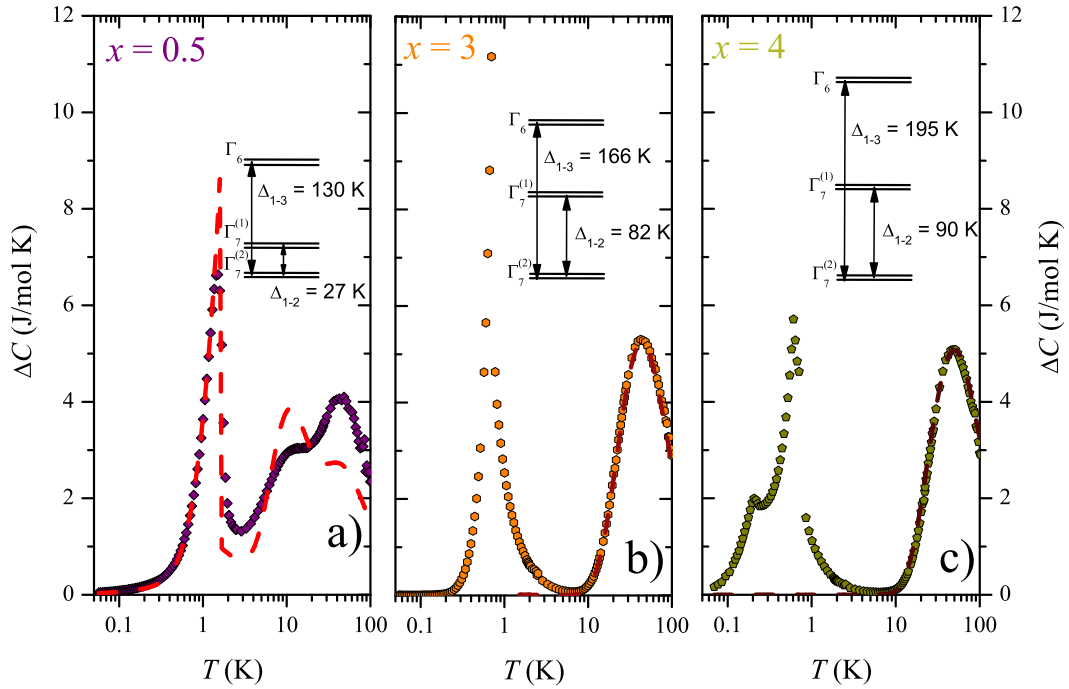 x = 0.5
x = 3
x = 4
12
10
8
6
4
2
0
ΔC (J/mol K)
Γ₆
Δ₁₋₃ = 130 K
Γ₇⁽¹⁾
Γ₇⁽²⁾
Δ₁₋₂ = 27 K
a)
0.1
1
10
100
T (K)
Γ₆
Δ₁₋₃ = 166 K
Γ₇⁽¹⁾
Δ₁₋₂ = 82 K
Γ₇⁽²⁾
b)
0.1
1
10
100
T (K)
Γ₆
Δ₁₋₃ = 195 K
Γ₇⁽¹⁾
Δ₁₋₂ = 90 K
Γ₇⁽²⁾
c)
0.1
1
10
100
T (K)
12
10
8
6
4
2
0
ΔC (J/mol K)